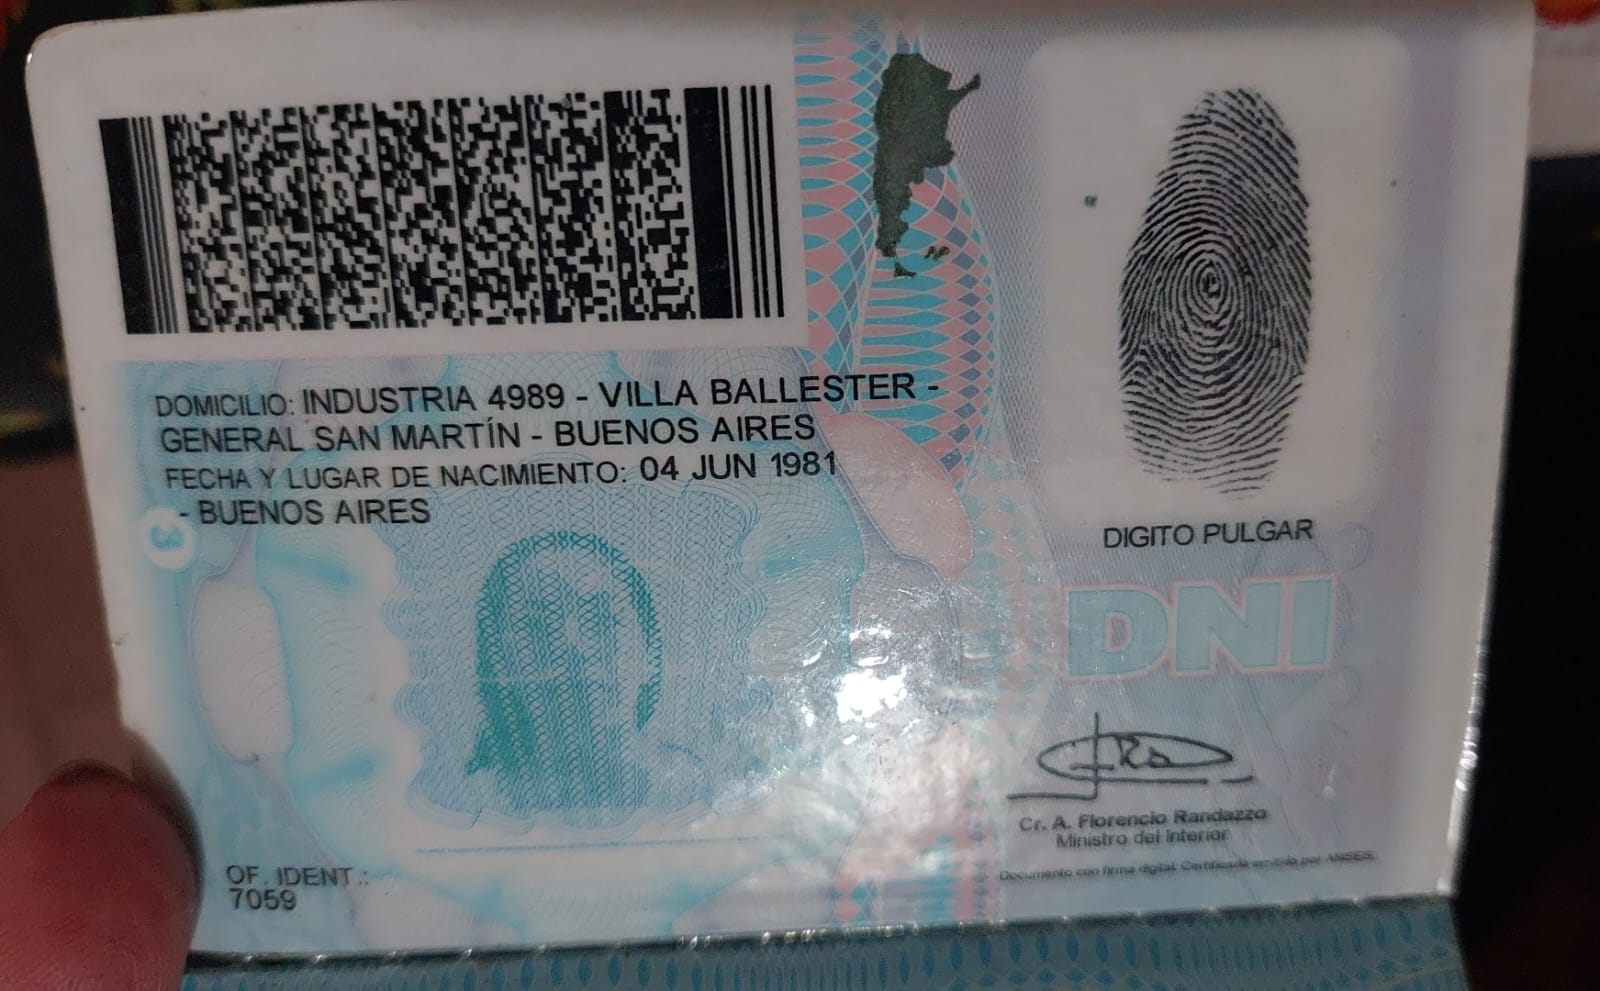 DOMICILIO: INDUSTRIA 4989 - VILLA BALLESTER -
GENERAL SAN MARTÍN - BUENOS AIRES
FECHA Y LUGAR DE NACIMIENTO: 04 JUN 1981
- BUENOS AIRES
3
OF. IDENT.:
7059
DIGITO PULGAR
DNI
Cr. A. Florencio Randazzo
Ministro del Interior
Documento con firma digital. Certificado emitido por ANSES.